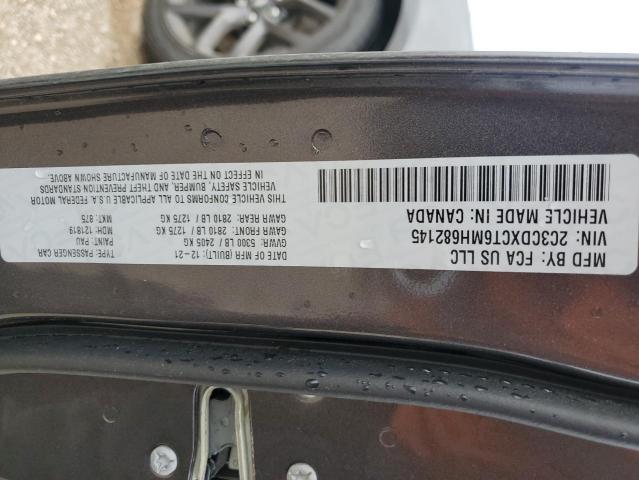 MFD BY: FCA US LLC
VIN: 2C3CDXCT6MH682145
VEHICLE MADE IN: CANADA
DATE OF MFR (BUILT): 12-21
GVWR: 5300 LB / 2405 KG
GAWR FRONT: 2810 LB / 1275 KG
GAWR REAR: 2810 LB / 1275 KG
TYPE: PASSENGER CAR
PAINT: PAU
MDH: 121819
MKT: 875
THIS VEHICLE CONFORMS TO ALL APPLICABLE U.S.A. FEDERAL MOTOR
VEHICLE SAFETY, BUMPER, AND THEFT PREVENTION STANDARDS
IN EFFECT ON THE DATE OF MANUFACTURE SHOWN ABOVE.